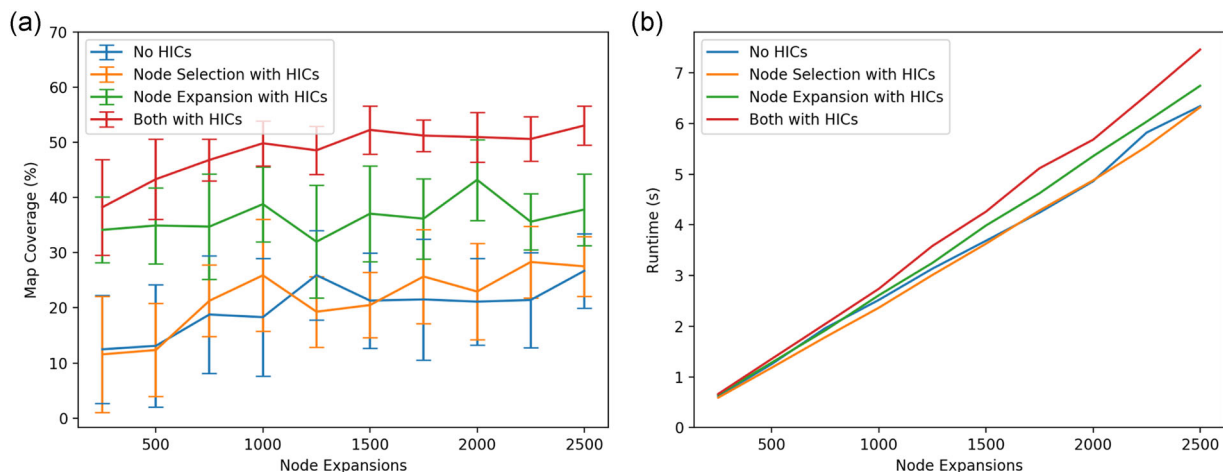 (a)
70
60
50
40
30
20
10
0
Map Coverage (%)
No HICs
Node Selection with HICs
Node Expansion with HICs
Both with HICs
500
1000
1500
2000
2500
Node Expansions
(b)
7
6
5
4
3
2
1
0
Runtime (s)
No HICs
Node Selection with HICs
Node Expansion with HICs
Both with HICs
500
1000
1500
2000
2500
Node Expansions